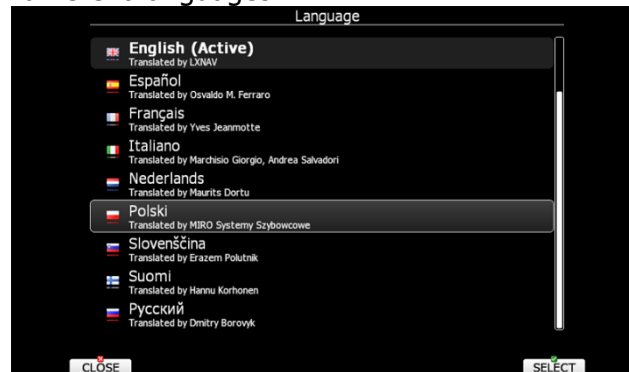 Language
English (Active)
Translated by LXNAV
Español
Translated by Osvaldo M. Ferraro
Français
Translated by Yves Jeanmotte
Italiano
Translated by Marchisio Giorgio, Andrea Salvadori
Nederlands
Translated by Maurits Dortu
Polski
Translated by MIRO Systemy Szybowcowe
Slovenščina
Translated by Erazem Polutnik
Suomi
Translated by Hannu Korhonen
Русский
Translated by Dmitry Borovyk
CLOSE
SELECT